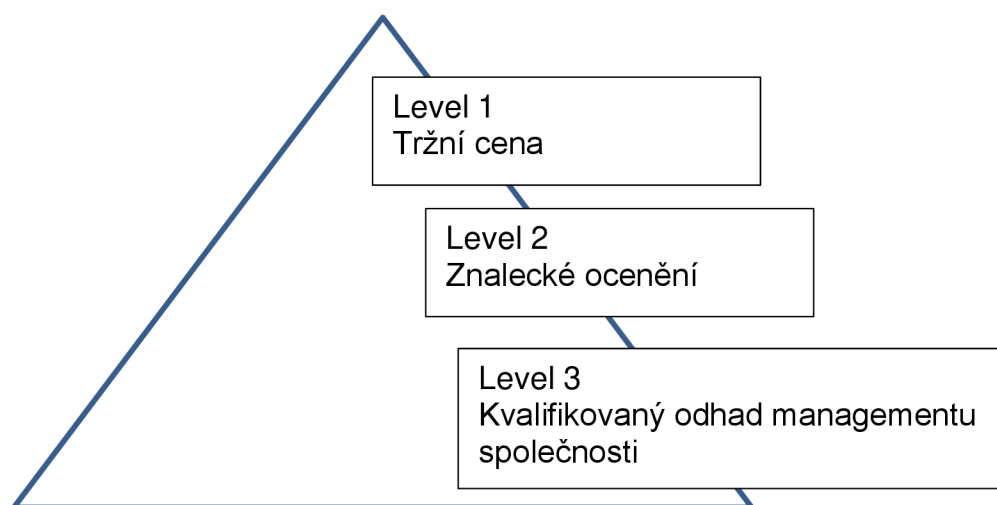 Level 1
Tržní cena
Level 2
Znalecké ocenění
Level 3
Kvalifikovaný odhad managementu
společnosti